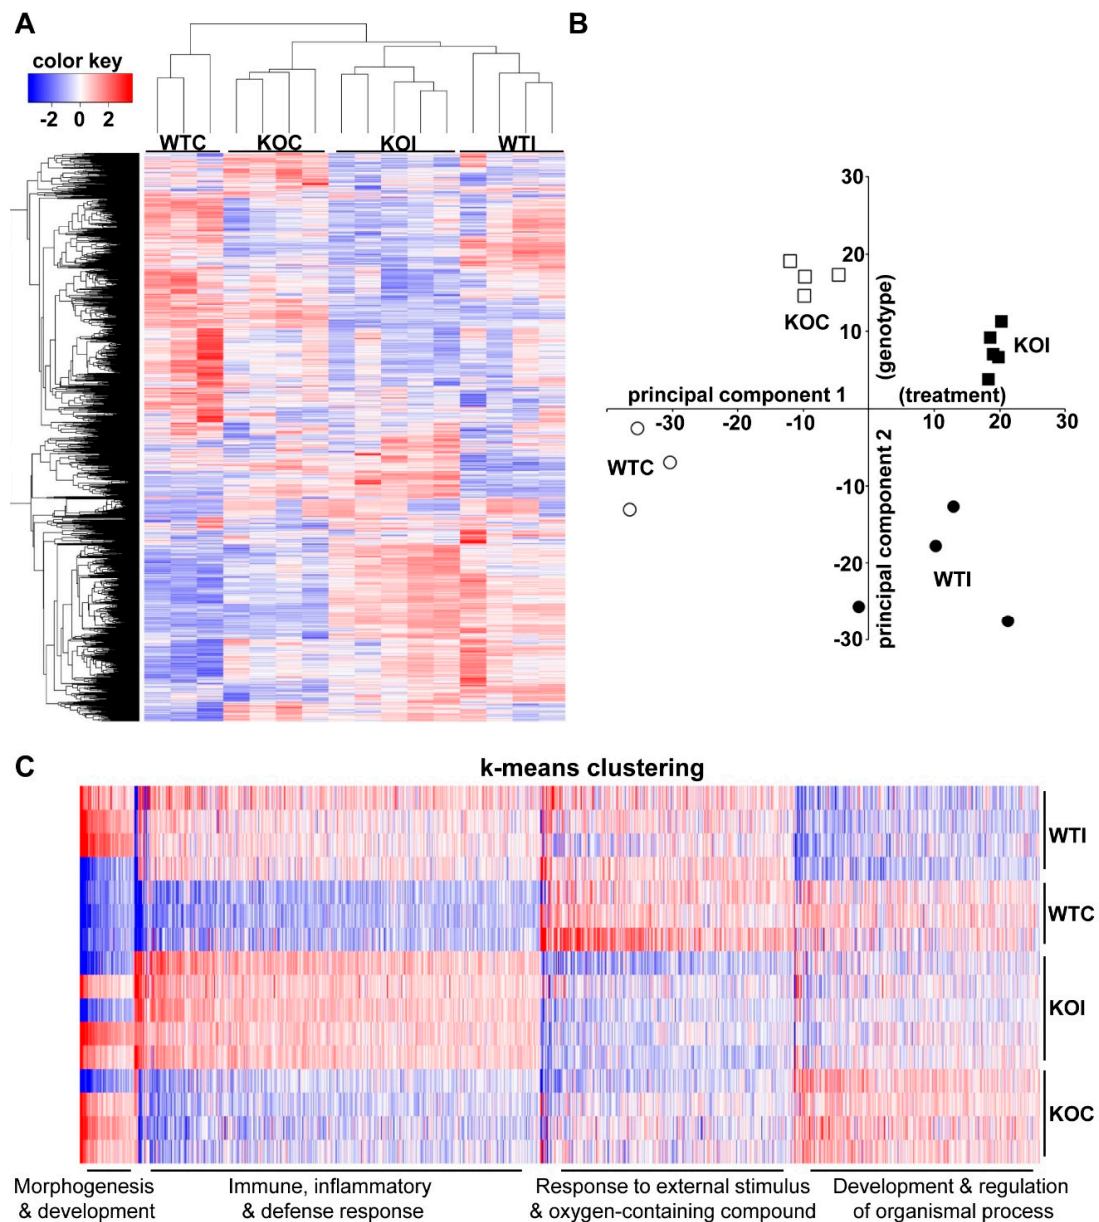 A
B
color key
-2 0 2
WTC KOC KOI WTI
30
20
10
-10
-20
-30
(genotype)
principal component 2
principal component 1 (treatment)
-30 -20 -10 10 20 30
KOC
KOI
WTC
WTI
C
k-means clustering
WTI
WTC
KOI
KOC
Morphogenesis
& development
Immune, inflammatory
& defense response
Response to external stimulus
& oxygen-containing compound
Development & regulation
of organismal process